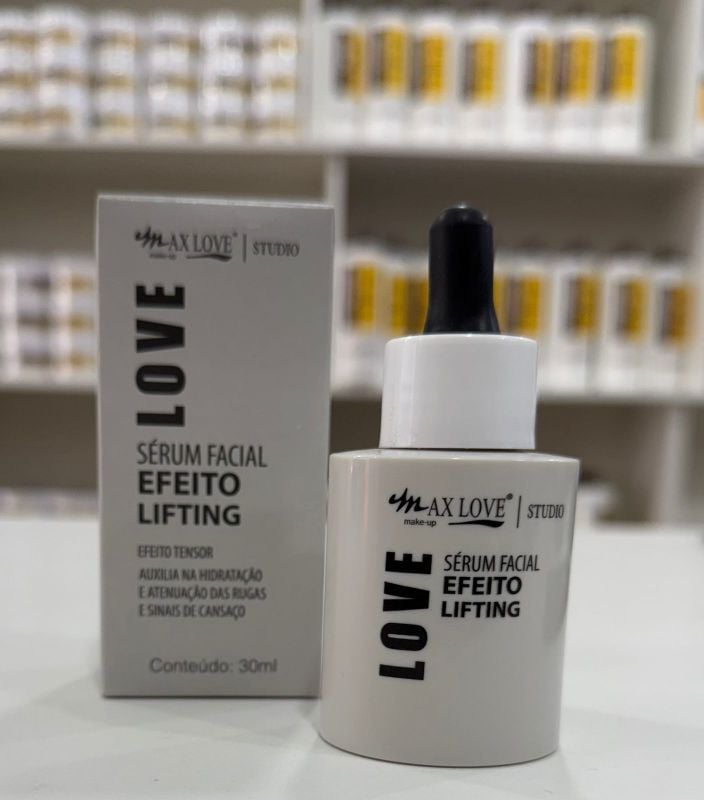 MAX LOVE® | STUDIO
make-up
LOVE
SÉRUM FACIAL
EFEITO
LIFTING
EFEITO TENSOR
AUXILIA NA HIDRATAÇÃO
E ATENUAÇÃO DAS RUGAS
E SINAIS DE CANSAÇO
Conteúdo: 30ml
MAX LOVE® | STUDIO
make-up
LOVE
SÉRUM FACIAL
EFEITO
LIFTING